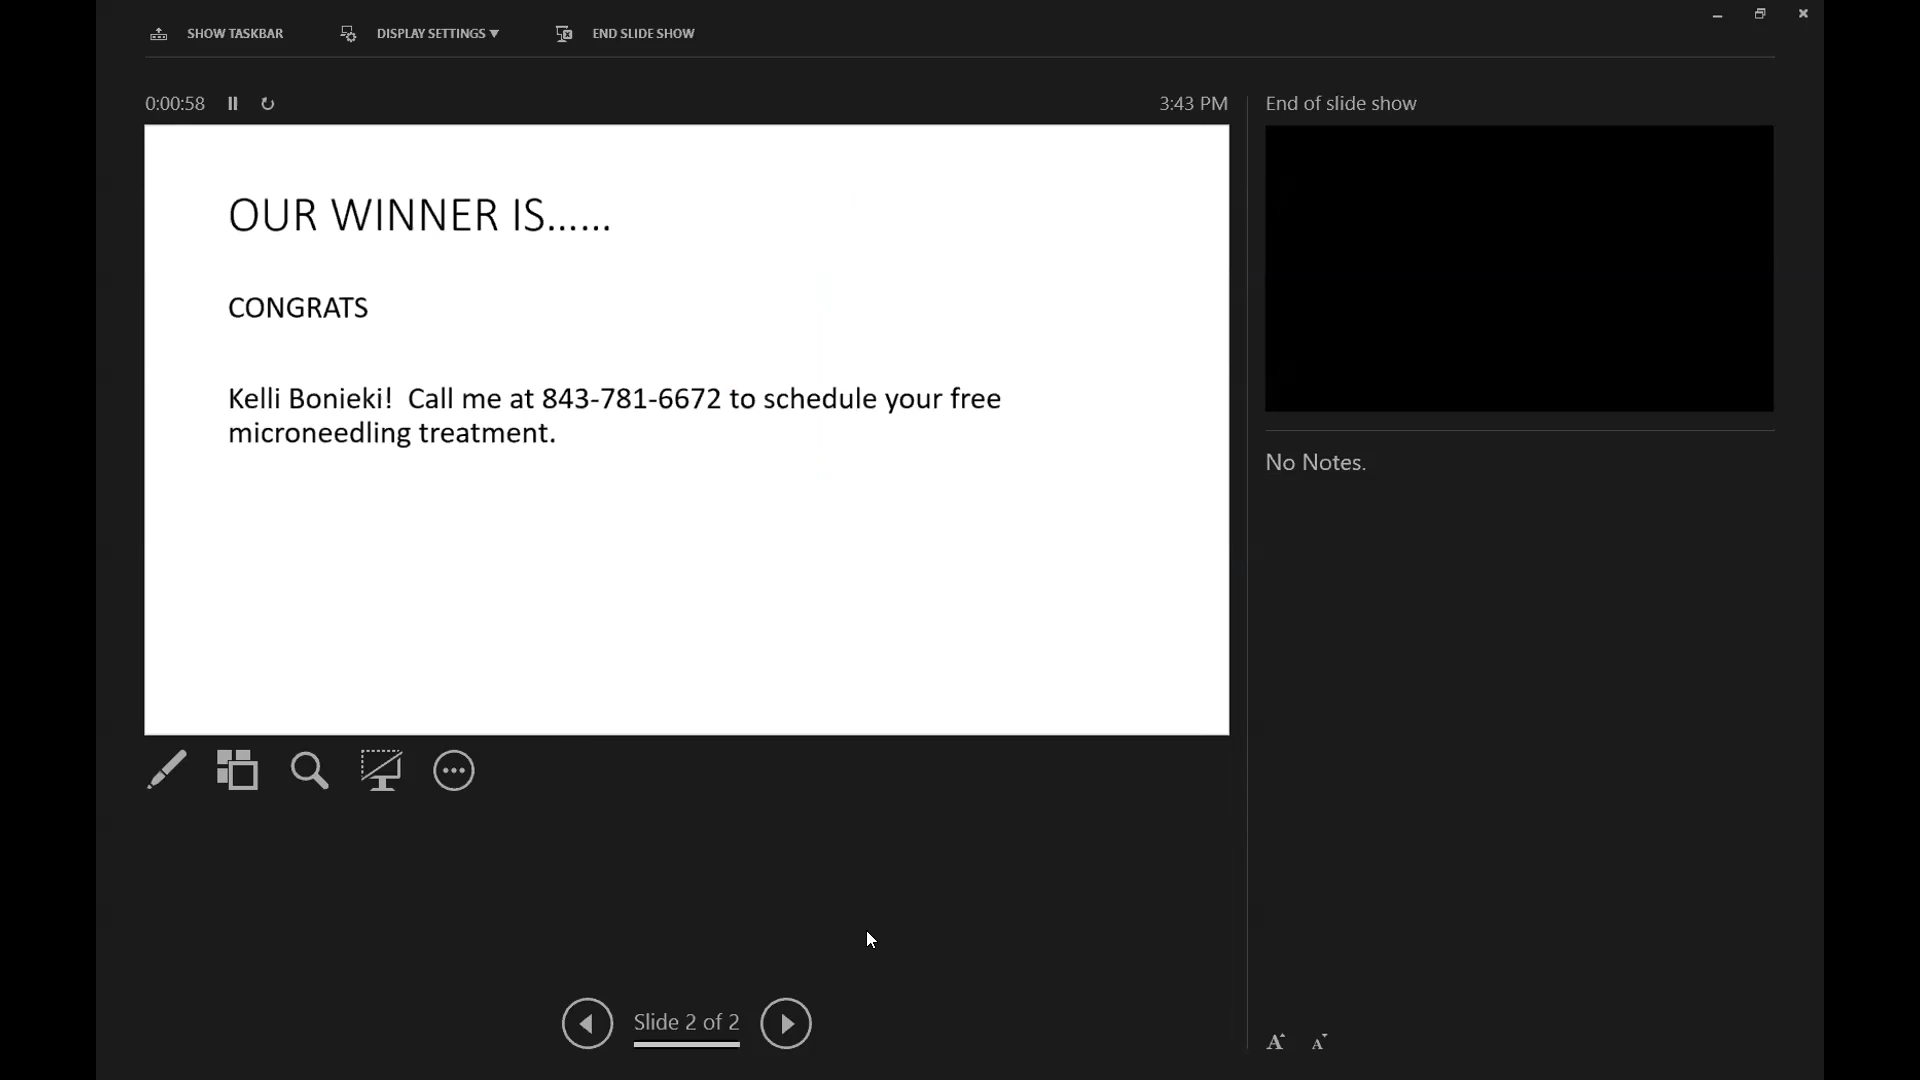 SHOW TASKBAR
DISPLAY SETTINGS ▼
END SLIDE SHOW
0:00:58
3:43 PM
End of slide show
OUR WINNER IS......
CONGRATS
Kelli Bonieki!  Call me at 843-781-6672 to schedule your free
microneedling treatment.
No Notes.
Slide 2 of 2
A A